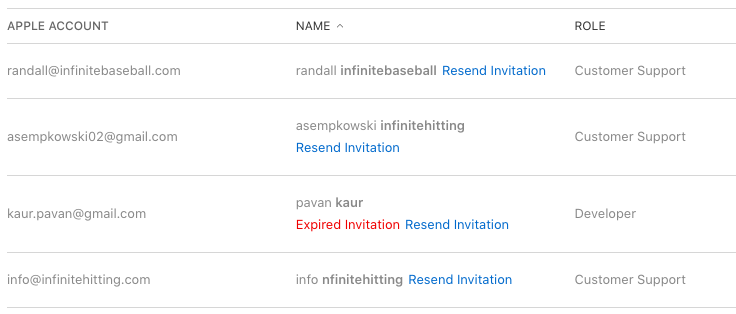 APPLE ACCOUNT NAME ROLE
randall@infinitebaseball.com randall infinitebaseball Resend Invitation Customer Support
asempkowski02@gmail.com asempkowski infinitehitting Customer Support
Resend Invitation
kaur.pavan@gmail.com pavan kaur Developer
Expired Invitation Resend Invitation
info@infinitehitting.com info nfinitehitting Resend Invitation Customer Support